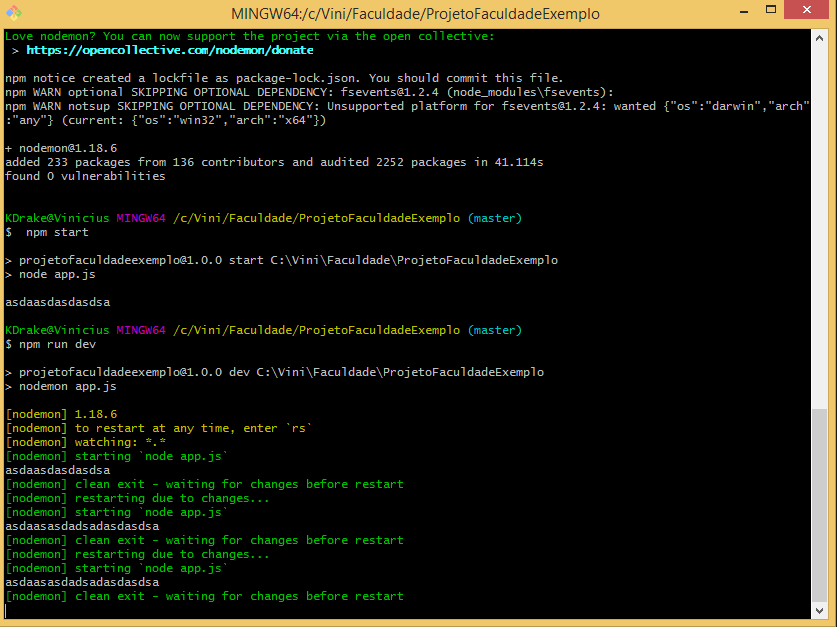 MINGW64:/c/Vini/Faculdade/ProjetoFaculdadeExemplo
Love nodemon? You can now support the project via the open collective:
 > https://opencollective.com/nodemon/donate
npm notice created a lockfile as package-lock.json. You should commit this file.
npm WARN optional SKIPPING OPTIONAL DEPENDENCY: fsevents@1.2.4 (node_modules\fsevents):
npm WARN notsup SKIPPING OPTIONAL DEPENDENCY: Unsupported platform for fsevents@1.2.4: wanted {"os":"darwin","arch"
:"any"} (current: {"os":"win32","arch":"x64"})
+ nodemon@1.18.6
added 233 packages from 136 contributors and audited 2252 packages in 41.114s
found 0 vulnerabilities
KDrake@Vinicius MINGW64 /c/Vini/Faculdade/ProjetoFaculdadeExemplo (master)
$  npm start
> projetofaculdadeexemplo@1.0.0 start C:\Vini\Faculdade\ProjetoFaculdadeExemplo
> node app.js
asdaasdasdasdsa
KDrake@Vinicius MINGW64 /c/Vini/Faculdade/ProjetoFaculdadeExemplo (master)
$ npm run dev
> projetofaculdadeexemplo@1.0.0 dev C:\Vini\Faculdade\ProjetoFaculdadeExemplo
> nodemon app.js
[nodemon] 1.18.6
[nodemon] to restart at any time, enter `rs`
[nodemon] watching: *.*
[nodemon] starting `node app.js`
asdaasdasdasdsa
[nodemon] clean exit - waiting for changes before restart
[nodemon] restarting due to changes...
[nodemon] starting `node app.js`
asdaasasdadsadasdasdsa
[nodemon] clean exit - waiting for changes before restart
[nodemon] restarting due to changes...
[nodemon] starting `node app.js`
asdaasasdadsadasdasdsa
[nodemon] clean exit - waiting for changes before restart